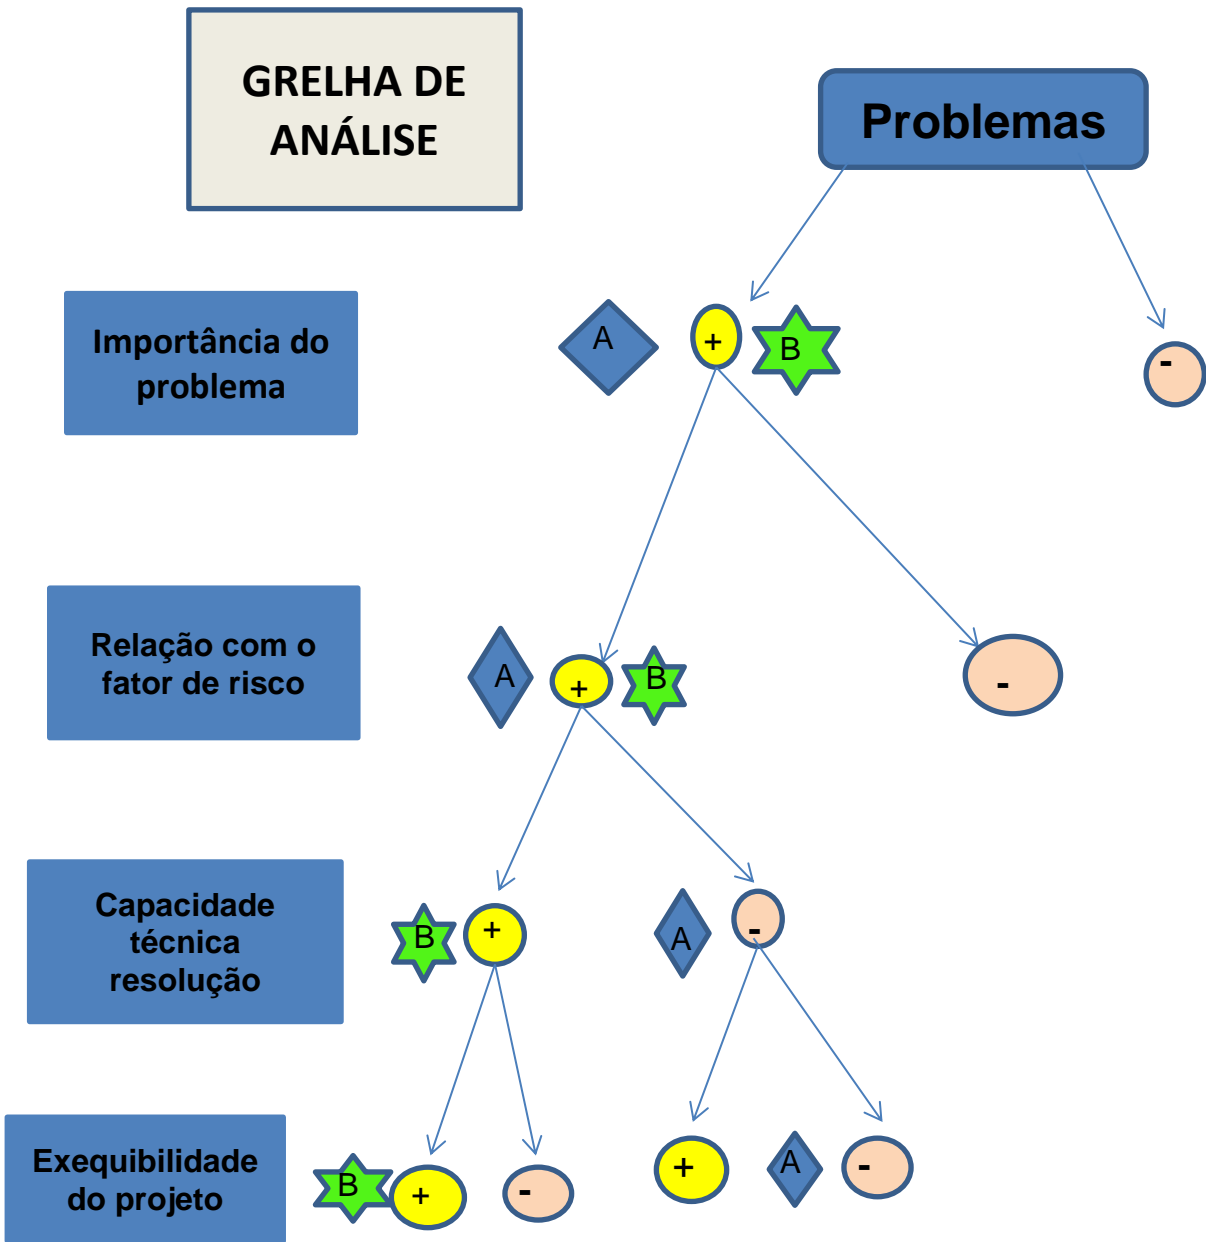 GRELHA DE
ANÁLISE
Problemas
Importância do
problema
A
+
B
-
Relação com o
fator de risco
A
+
B
-
Capacidade
técnica
resolução
B
+
A
-
Exequibilidade
do projeto
B
+
-
+
A
-